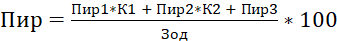 Пир = (Пир1*К1 + Пир2*К2 + Пир3) / Зод * 100